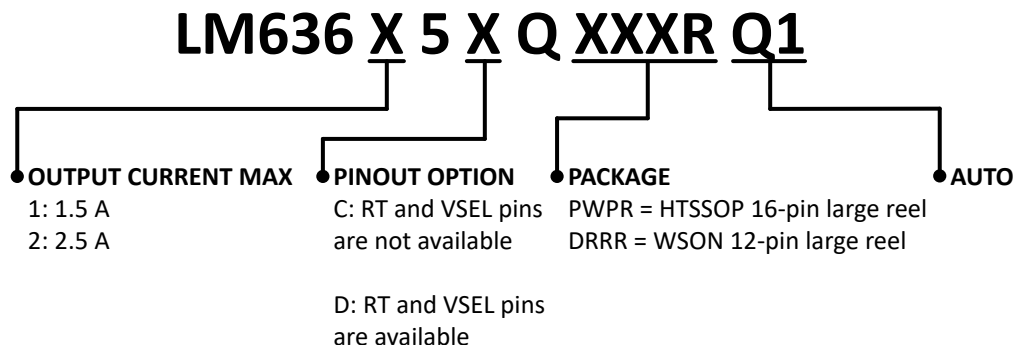 LM636 X 5 X Q XXXR Q1
OUTPUT CURRENT MAX
1: 1.5 A
2: 2.5 A
PINOUT OPTION
C: RT and VSEL pins
are not available
D: RT and VSEL pins
are available
PACKAGE
PWPR = HTSSOP 16-pin large reel
DRRR = WSON 12-pin large reel
AUTO